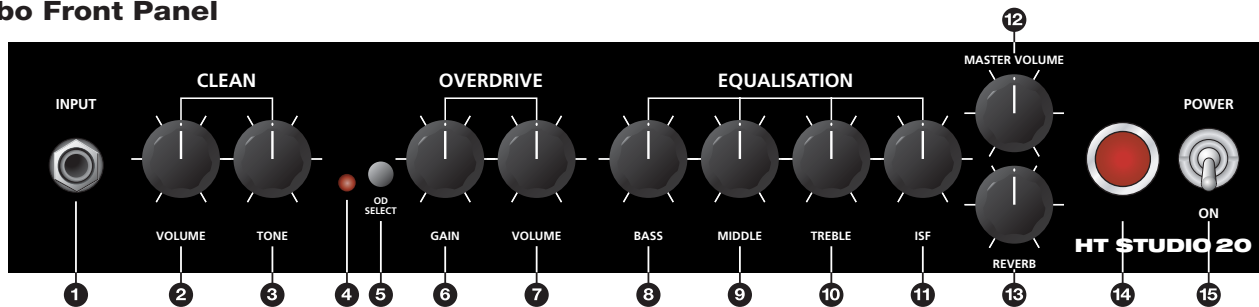 bo Front Panel
12
MASTER VOLUME
CLEAN
OVERDRIVE
EQUALISATION
INPUT
POWER
OD
SELECT
ON
VOLUME
TONE
GAIN
VOLUME
BASS
MIDDLE
TREBLE
ISF
HT STUDIO 20
REVERB
1
2
3
4
5
6
7
8
9
10
11
13
14
15